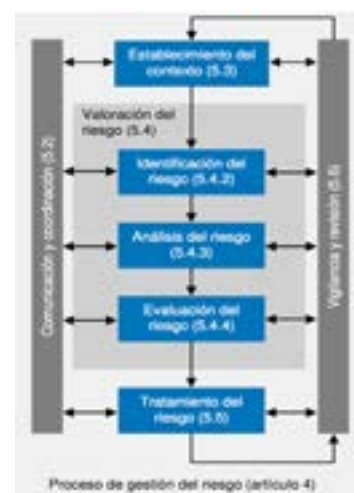 Establecimiento del
contexto (5.3)
Valoración del
riesgo (5.4)
Identificación del
riesgo (5.4.2)
Análisis del riesgo
(5.4.3)
Evaluación del
riesgo (5.4.4)
Tratamiento del
riesgo (5.5)
Comunicación y coordinación (5.2)
Vigilancia y revisión (5.6)
Proceso de gestión del riesgo (artículo 4)